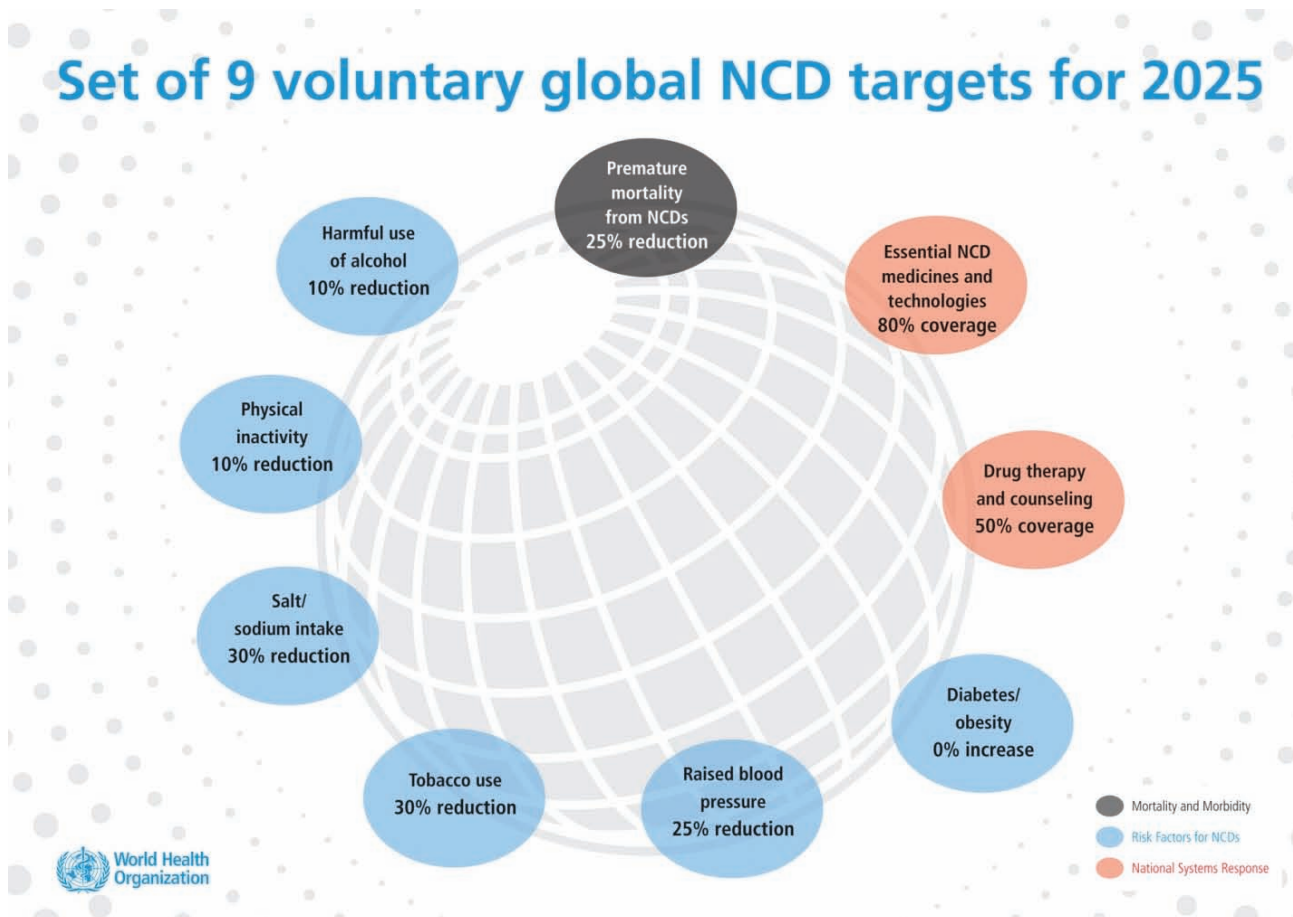 Set of 9 voluntary global NCD targets for 2025
Premature
mortality
from NCDs
25% reduction
Harmful use
of alcohol
10% reduction
Essential NCD
medicines and
technologies
80% coverage
Physical
inactivity
10% reduction
Drug therapy
and counseling
50% coverage
Salt/
sodium intake
30% reduction
Diabetes/
obesity
0% increase
Tobacco use
30% reduction
Raised blood
pressure
25% reduction
Mortality and Morbidity
Risk Factors for NCDs
National Systems Response
World Health
Organization